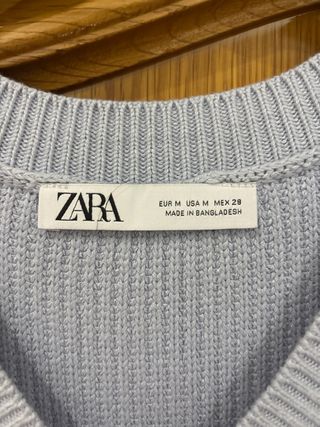 ZARA
EUR M USA M MEX 28
MADE IN BANGLADESH